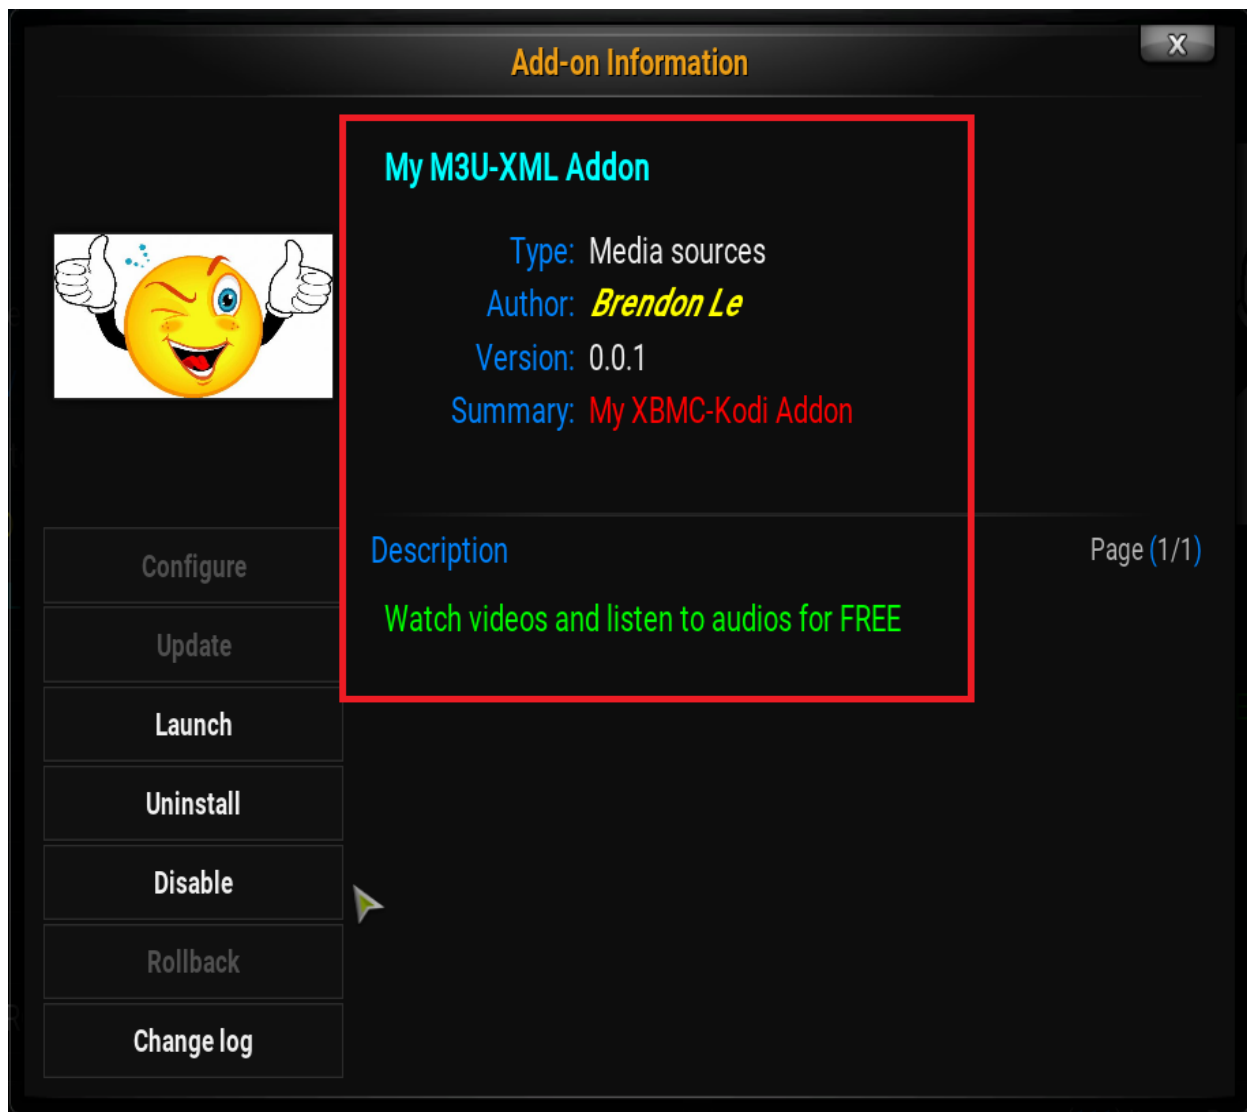 Add-on Information
X
My M3U-XML Addon
Type: Media sources
Author: Brendon Le
Version: 0.0.1
Summary: My XBMC-Kodi Addon
Description
Page (1/1)
Watch videos and listen to audios for FREE
Configure
Update
Launch
Uninstall
Disable
Rollback
Change log